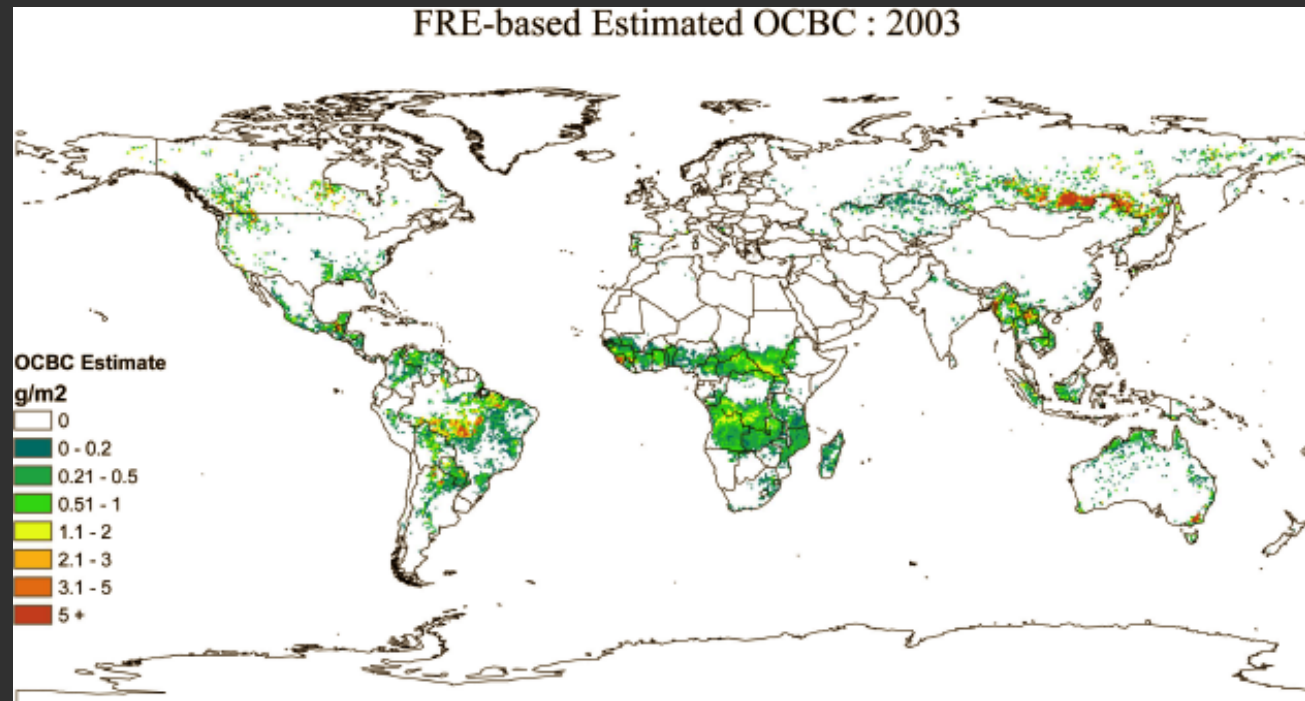 FRE-based Estimated OCBC : 2003
OCBC Estimate
g/m2
0
0 - 0.2
0.21 - 0.5
0.51 - 1
1.1 - 2
2.1 - 3
3.1 - 5
5 +